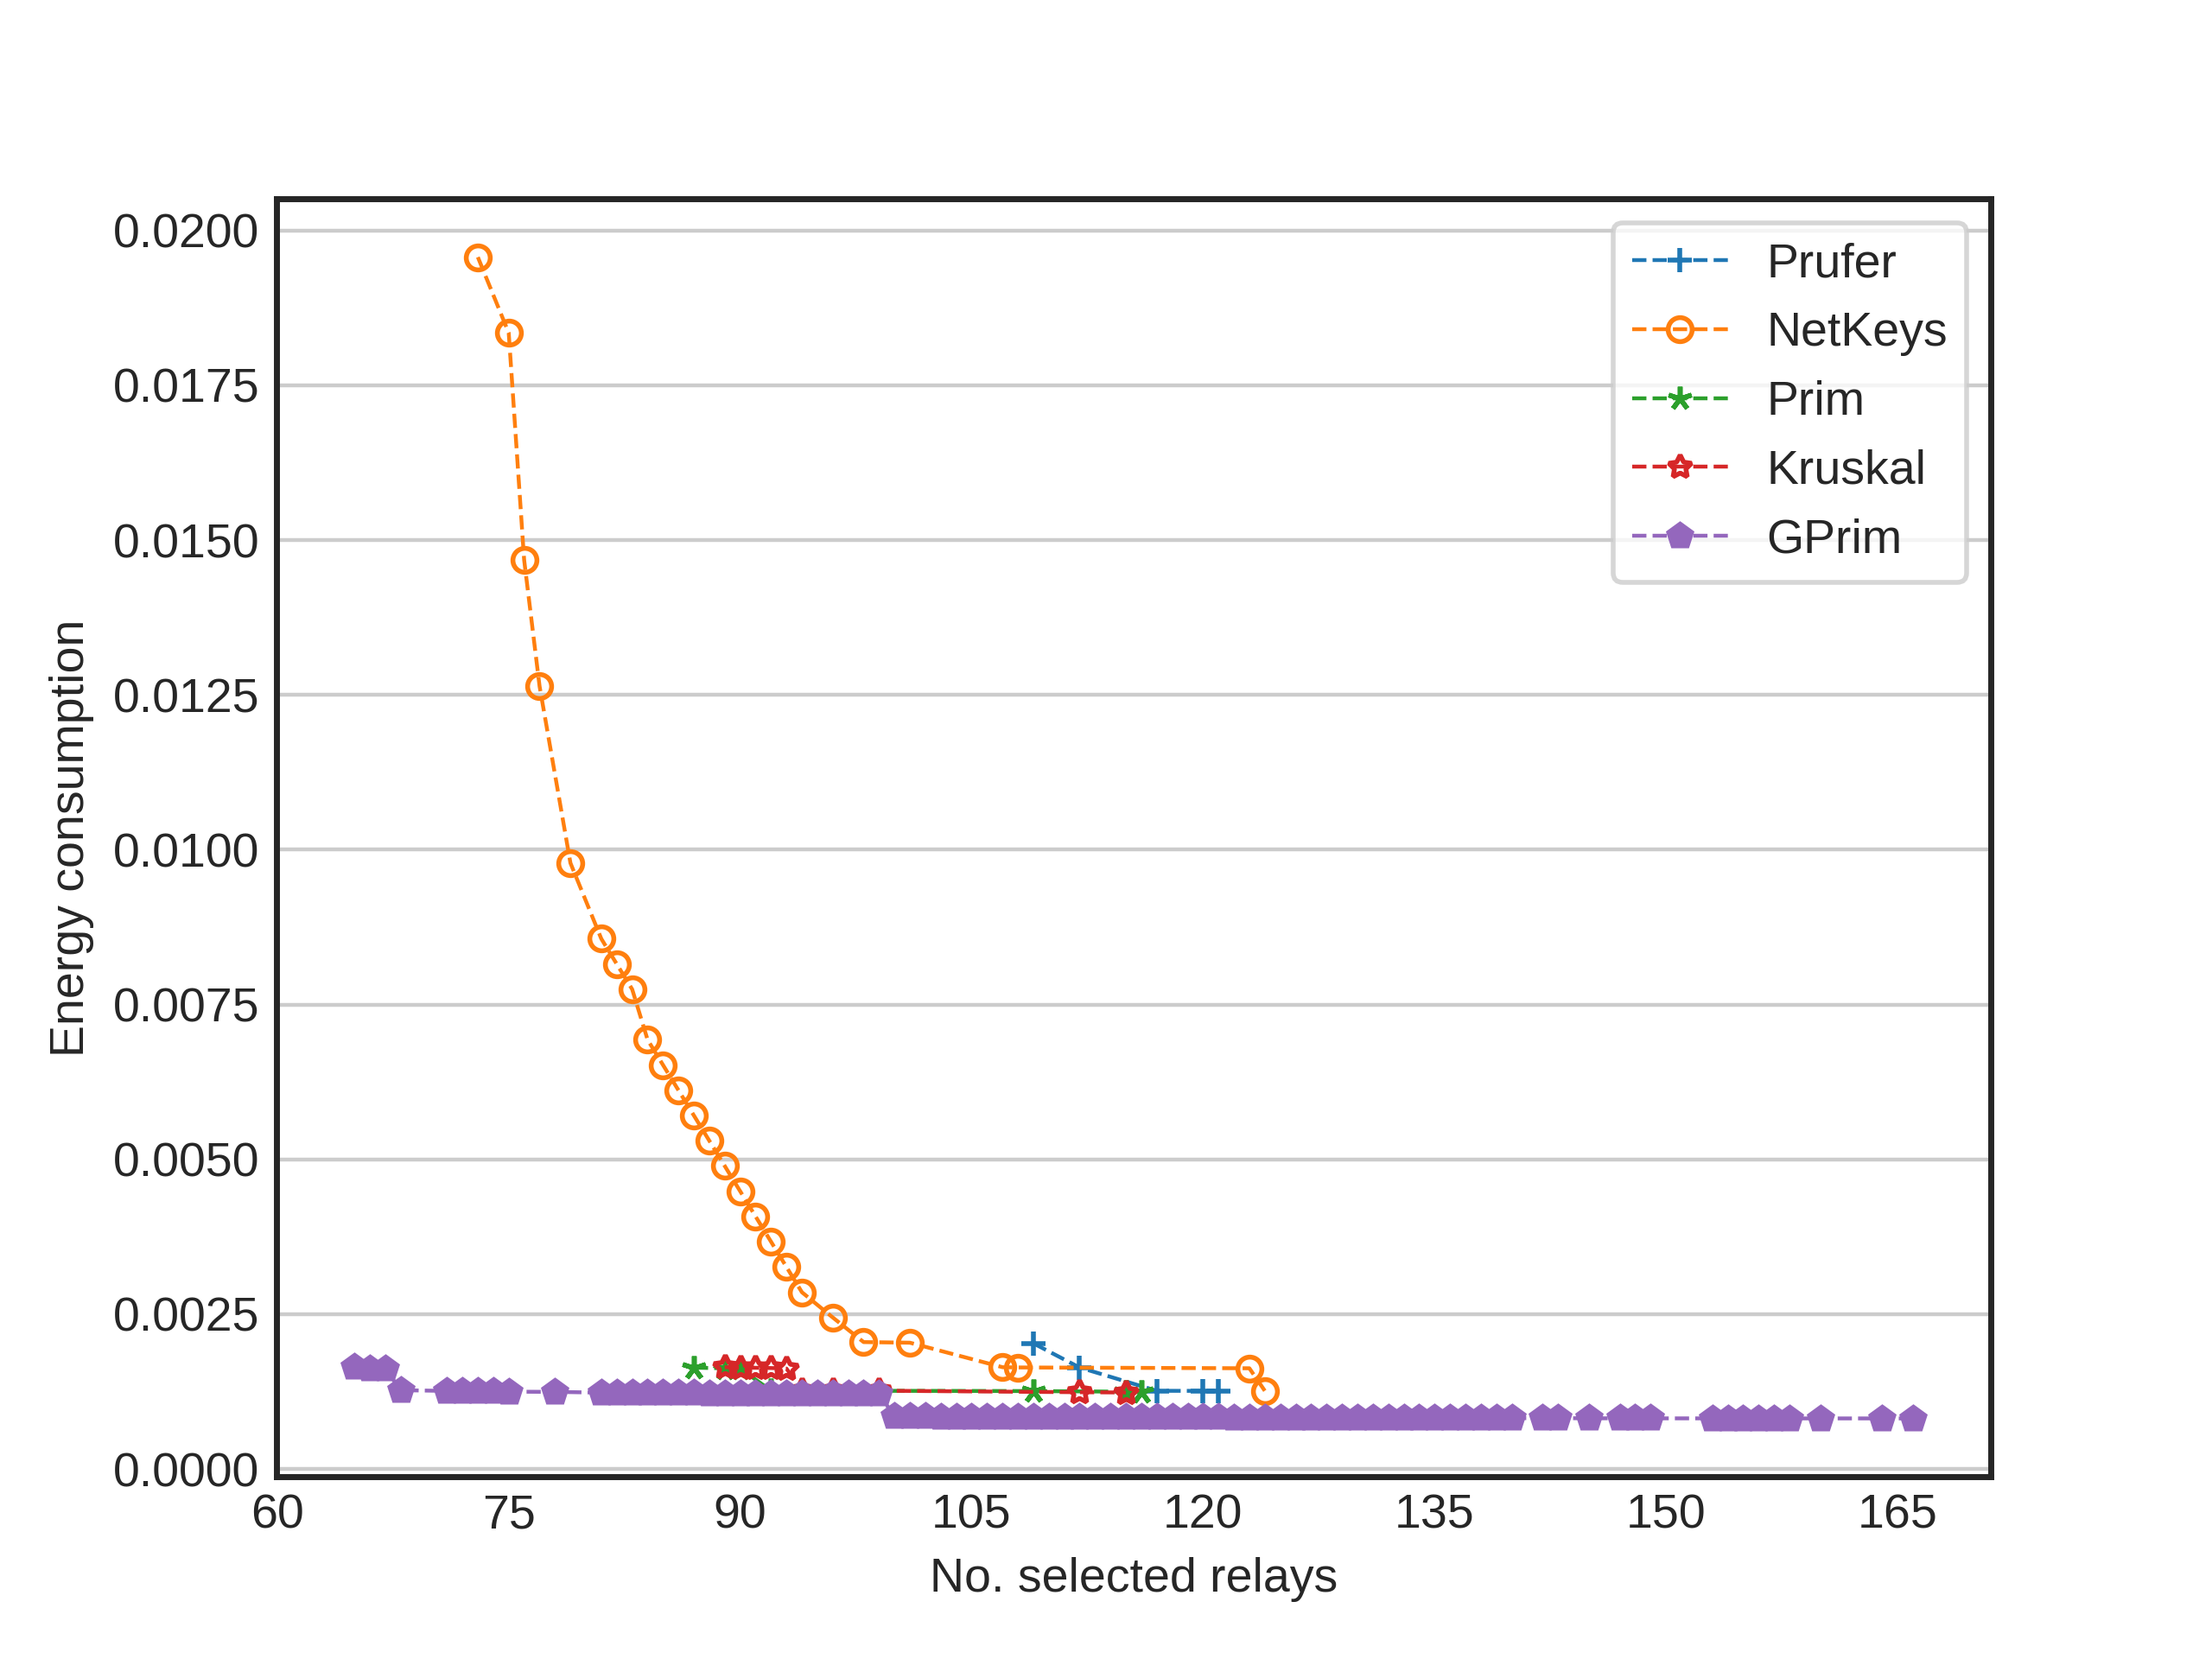 Energy consumption
0.0200
0.0175
0.0150
0.0125
0.0100
0.0075
0.0050
0.0025
0.0000
60 75 90 105 120 135 150 165
No. selected relays
Prufer
NetKeys
Prim
Kruskal
GPrim